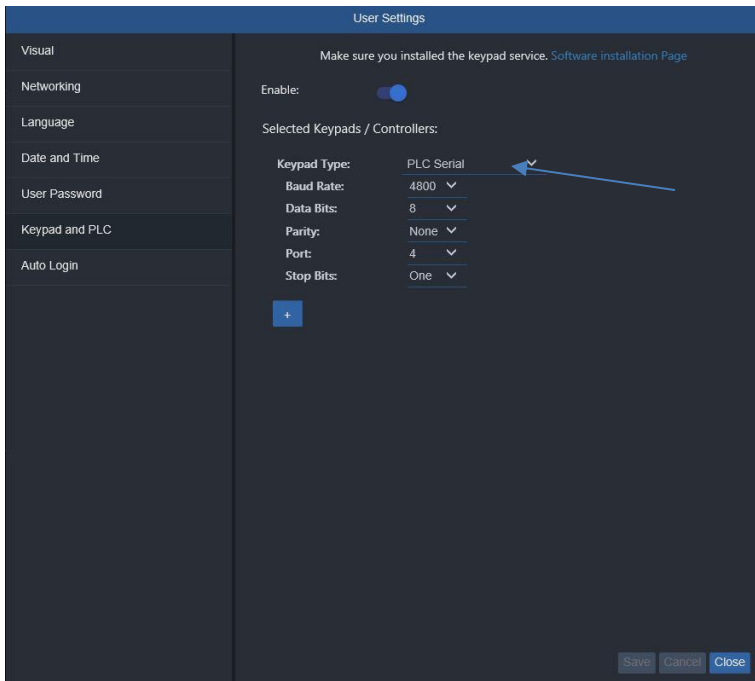 User Settings
Visual
Networking
Language
Date and Time
User Password
Keypad and PLC
Auto Login
Make sure you installed the keypad service. Software installation Page
Enable:
Selected Keypads / Controllers:
Keypad Type: PLC Serial
Baud Rate: 4800
Data Bits: 8
Parity: None
Port: 4
Stop Bits: One
+
Save Cancel Close